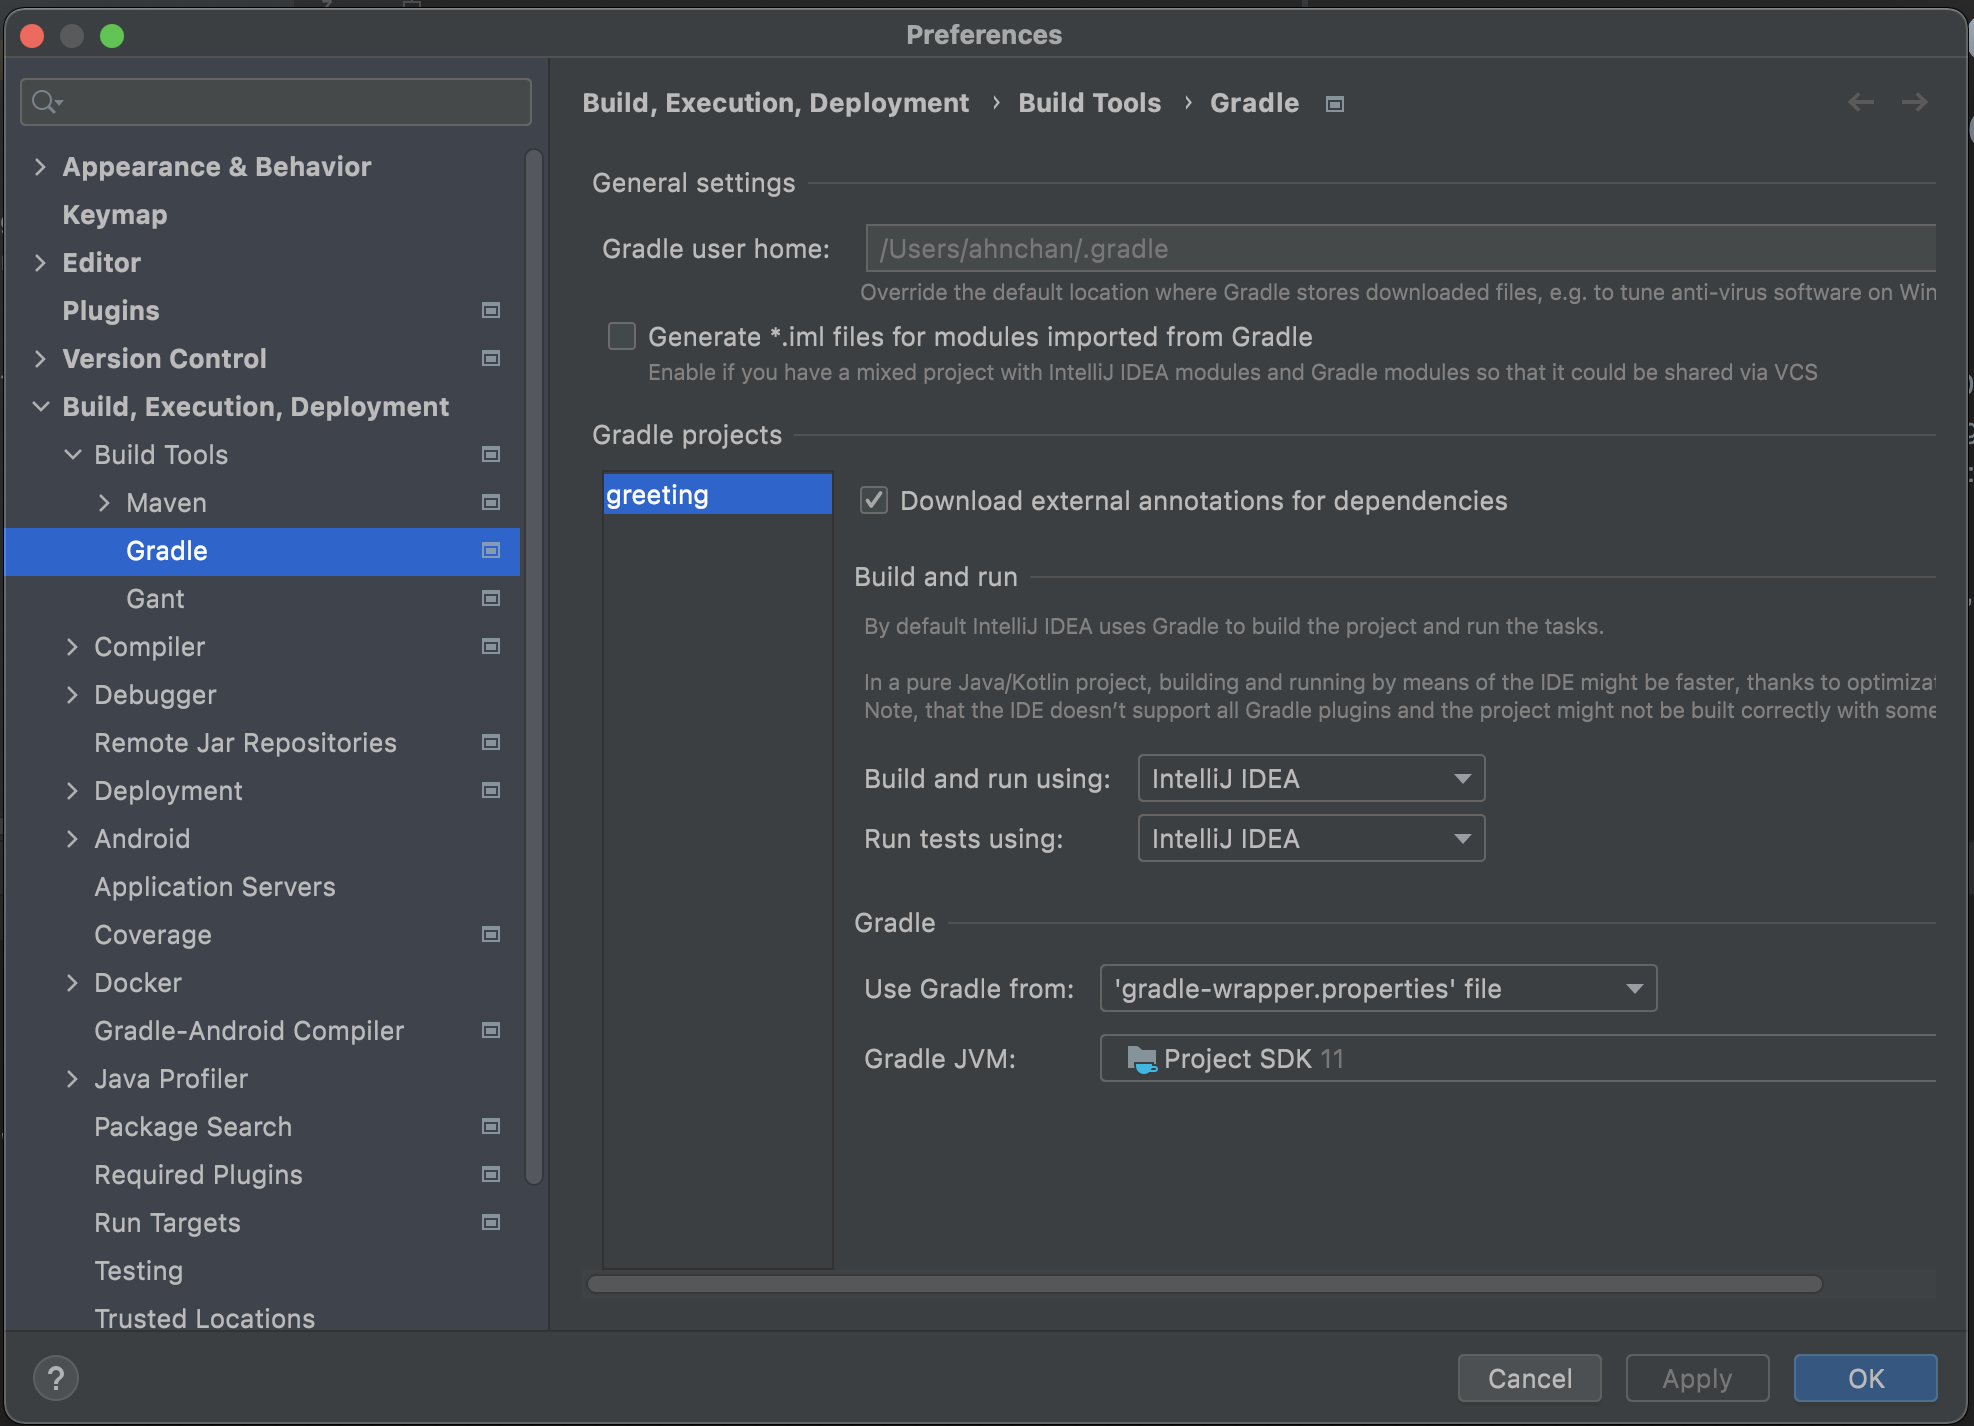 Preferences
Appearance & Behavior
Keymap
Editor
Plugins
Version Control
Build, Execution, Deployment
Build Tools
Maven
Gradle
Gant
Compiler
Debugger
Remote Jar Repositories
Deployment
Android
Application Servers
Coverage
Docker
Gradle-Android Compiler
Java Profiler
Package Search
Required Plugins
Run Targets
Testing
Trusted Locations
Build, Execution, Deployment › Build Tools › Gradle
General settings
Gradle user home: /Users/ahnchan/.gradle
Override the default location where Gradle stores downloaded files, e.g. to tune anti-virus software on Win
Generate *.iml files for modules imported from Gradle
Enable if you have a mixed project with IntelliJ IDEA modules and Gradle modules so that it could be shared via VCS
Gradle projects
greeting
Download external annotations for dependencies
Build and run
By default IntelliJ IDEA uses Gradle to build the project and run the tasks.
In a pure Java/Kotlin project, building and running by means of the IDE might be faster, thanks to optimizat
Note, that the IDE doesn't support all Gradle plugins and the project might not be built correctly with some
Build and run using: IntelliJ IDEA
Run tests using: IntelliJ IDEA
Gradle
Use Gradle from: 'gradle-wrapper.properties' file
Gradle JVM: Project SDK 11
? Cancel Apply OK